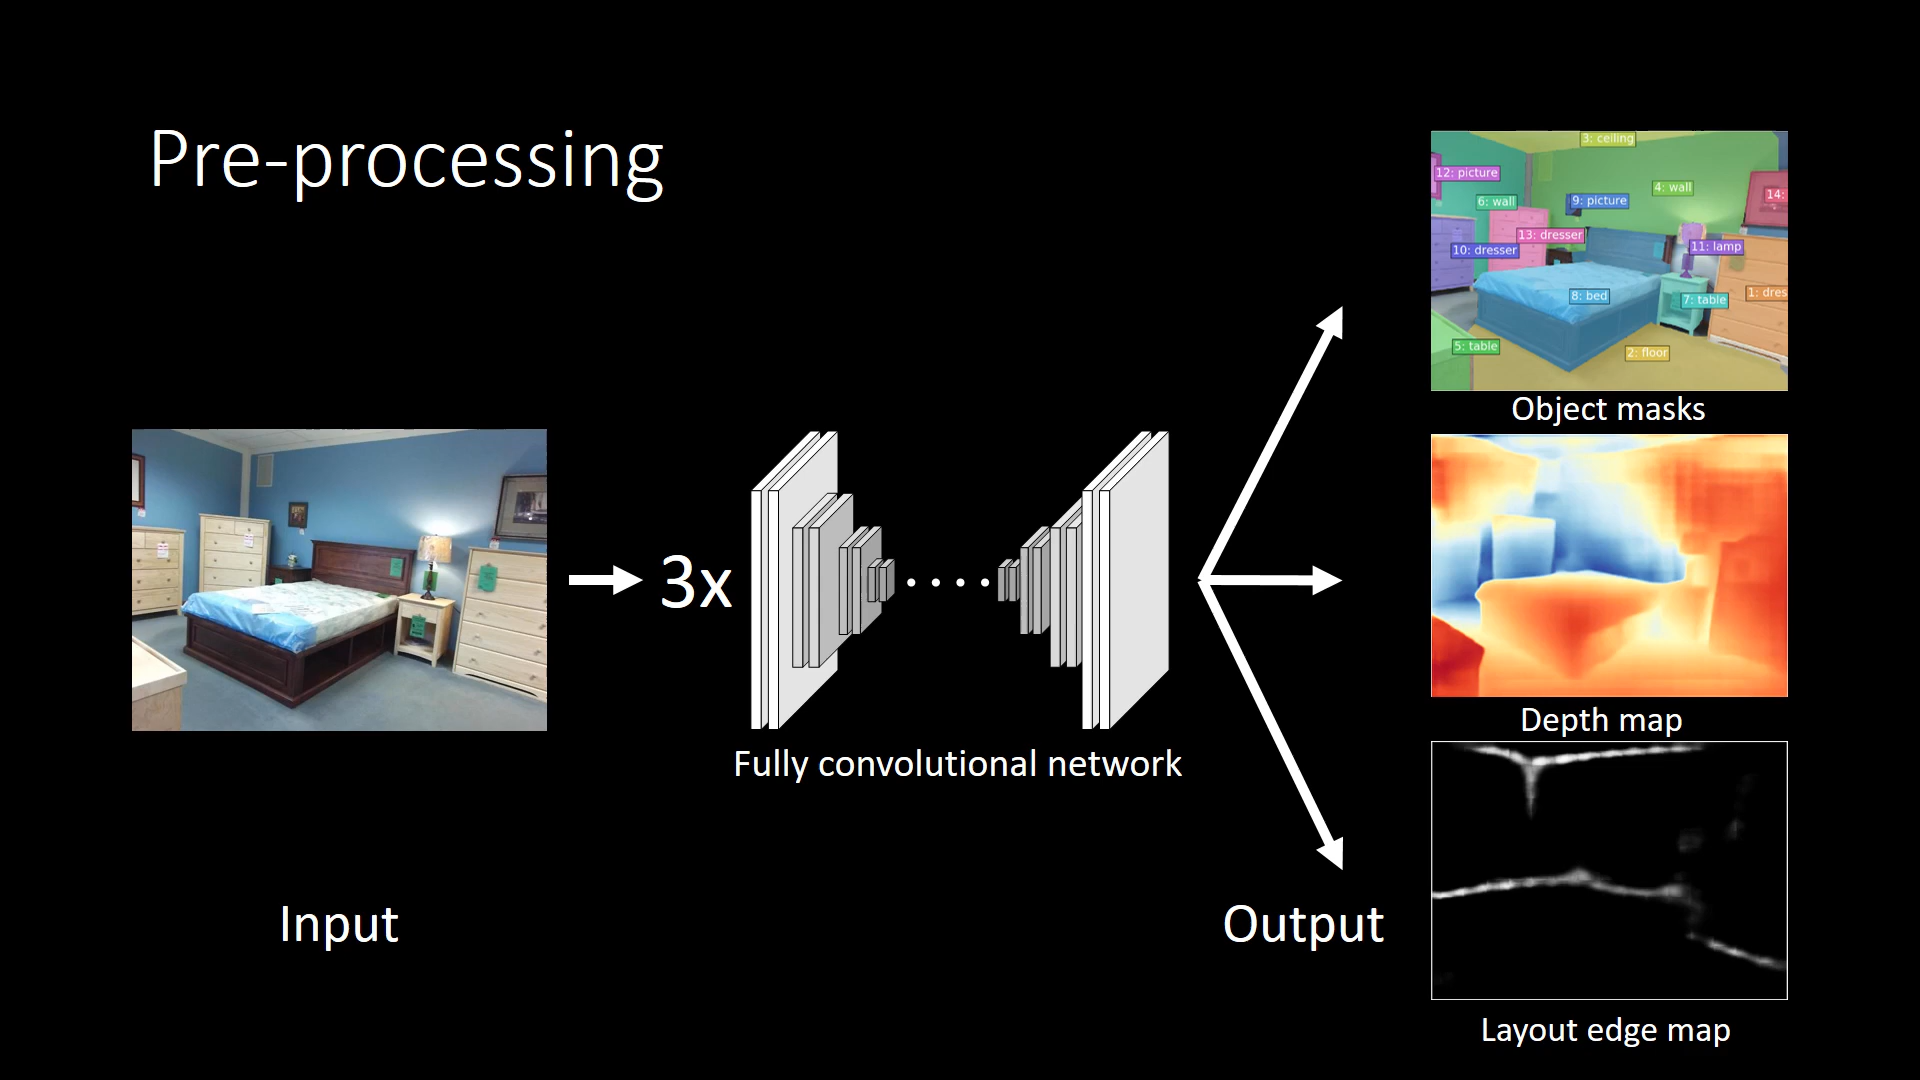 Pre-processing
3x
Fully convolutional network
Input
Output
3: ceiling
12: picture
4: wall
14:
6: wall
9: picture
13: dresser
10: dresser
11: lamp
8: bed
7: table
1: dres
5: table
2: floor
Object masks
Depth map
Layout edge map